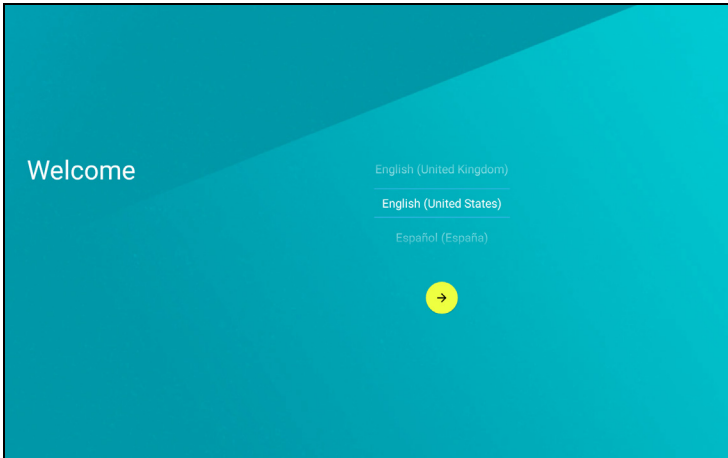 Welcome
English (United Kingdom)
English (United States)
Español (España)